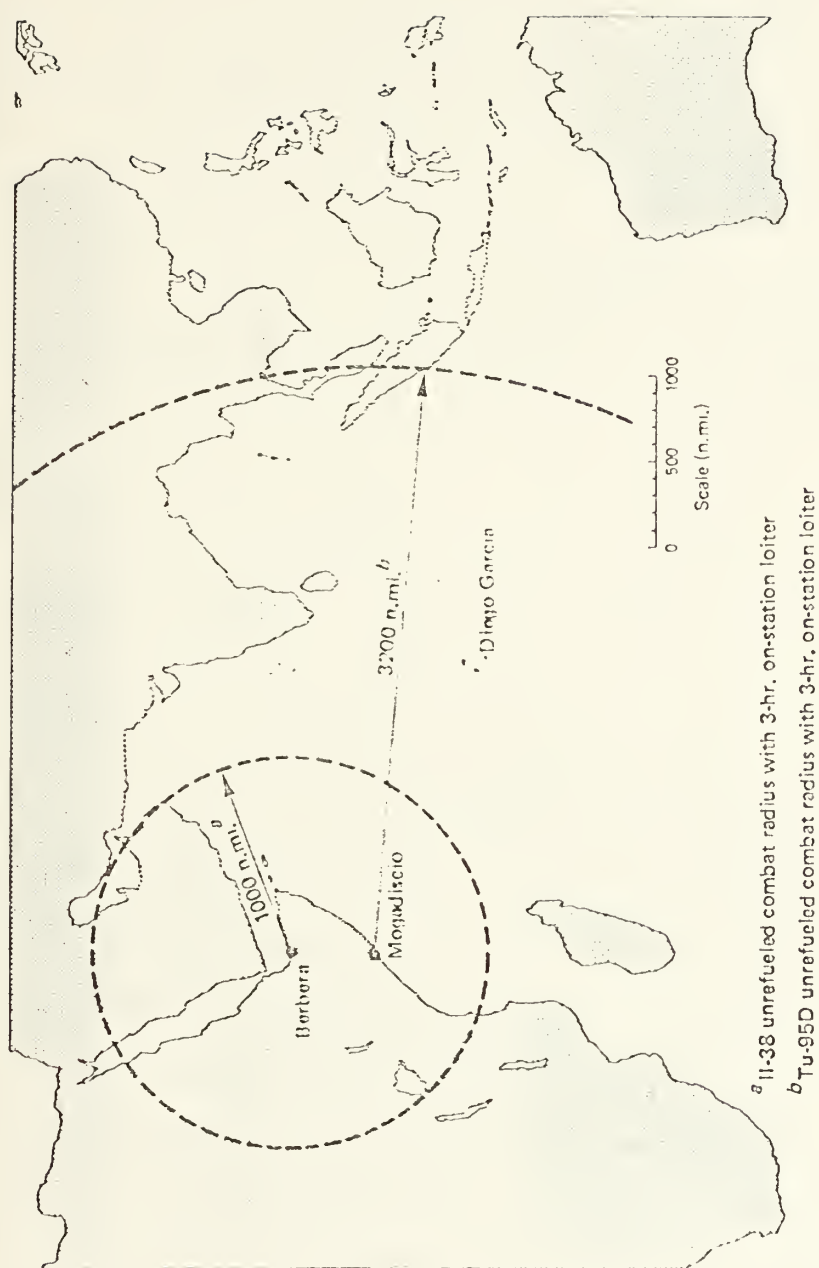 1000 n.mi. a
Berbera
Mogadiscio
3200 n.mi. b
Diego Garcia
0 500 1000
Scale (n.mi.)
a Il-38 unrefueled combat radius with 3-hr. on-station loiter
b Tu-95D unrefueled combat radius with 3-hr. on-station loiter